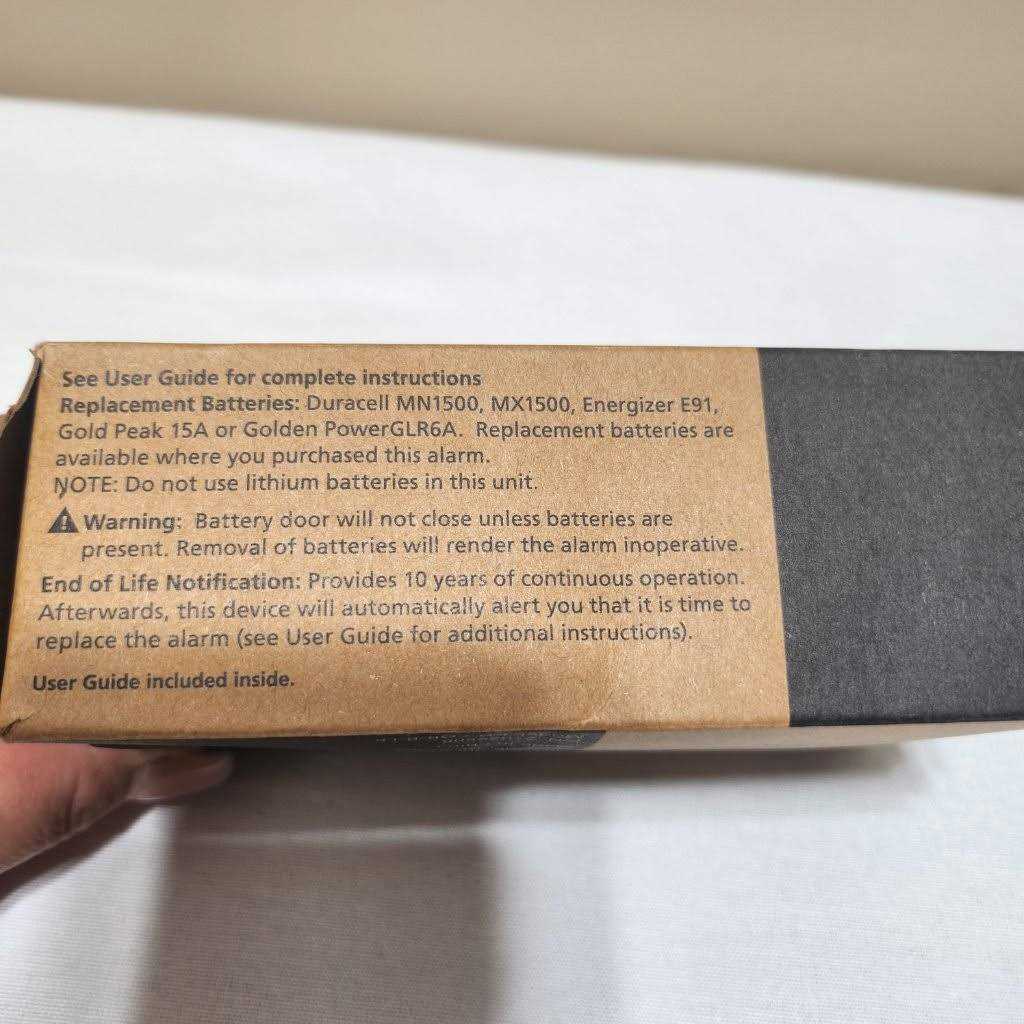 See User Guide for complete instructions
Replacement Batteries: Duracell MN1500, MX1500, Energizer E91,
Gold Peak 15A or Golden PowerGLR6A. Replacement batteries are
available where you purchased this alarm.
NOTE: Do not use lithium batteries in this unit.
Warning: Battery door will not close unless batteries are
present. Removal of batteries will render the alarm inoperative.
End of Life Notification: Provides 10 years of continuous operation.
Afterwards, this device will automatically alert you that it is time to
replace the alarm (see User Guide for additional instructions).
User Guide included inside.